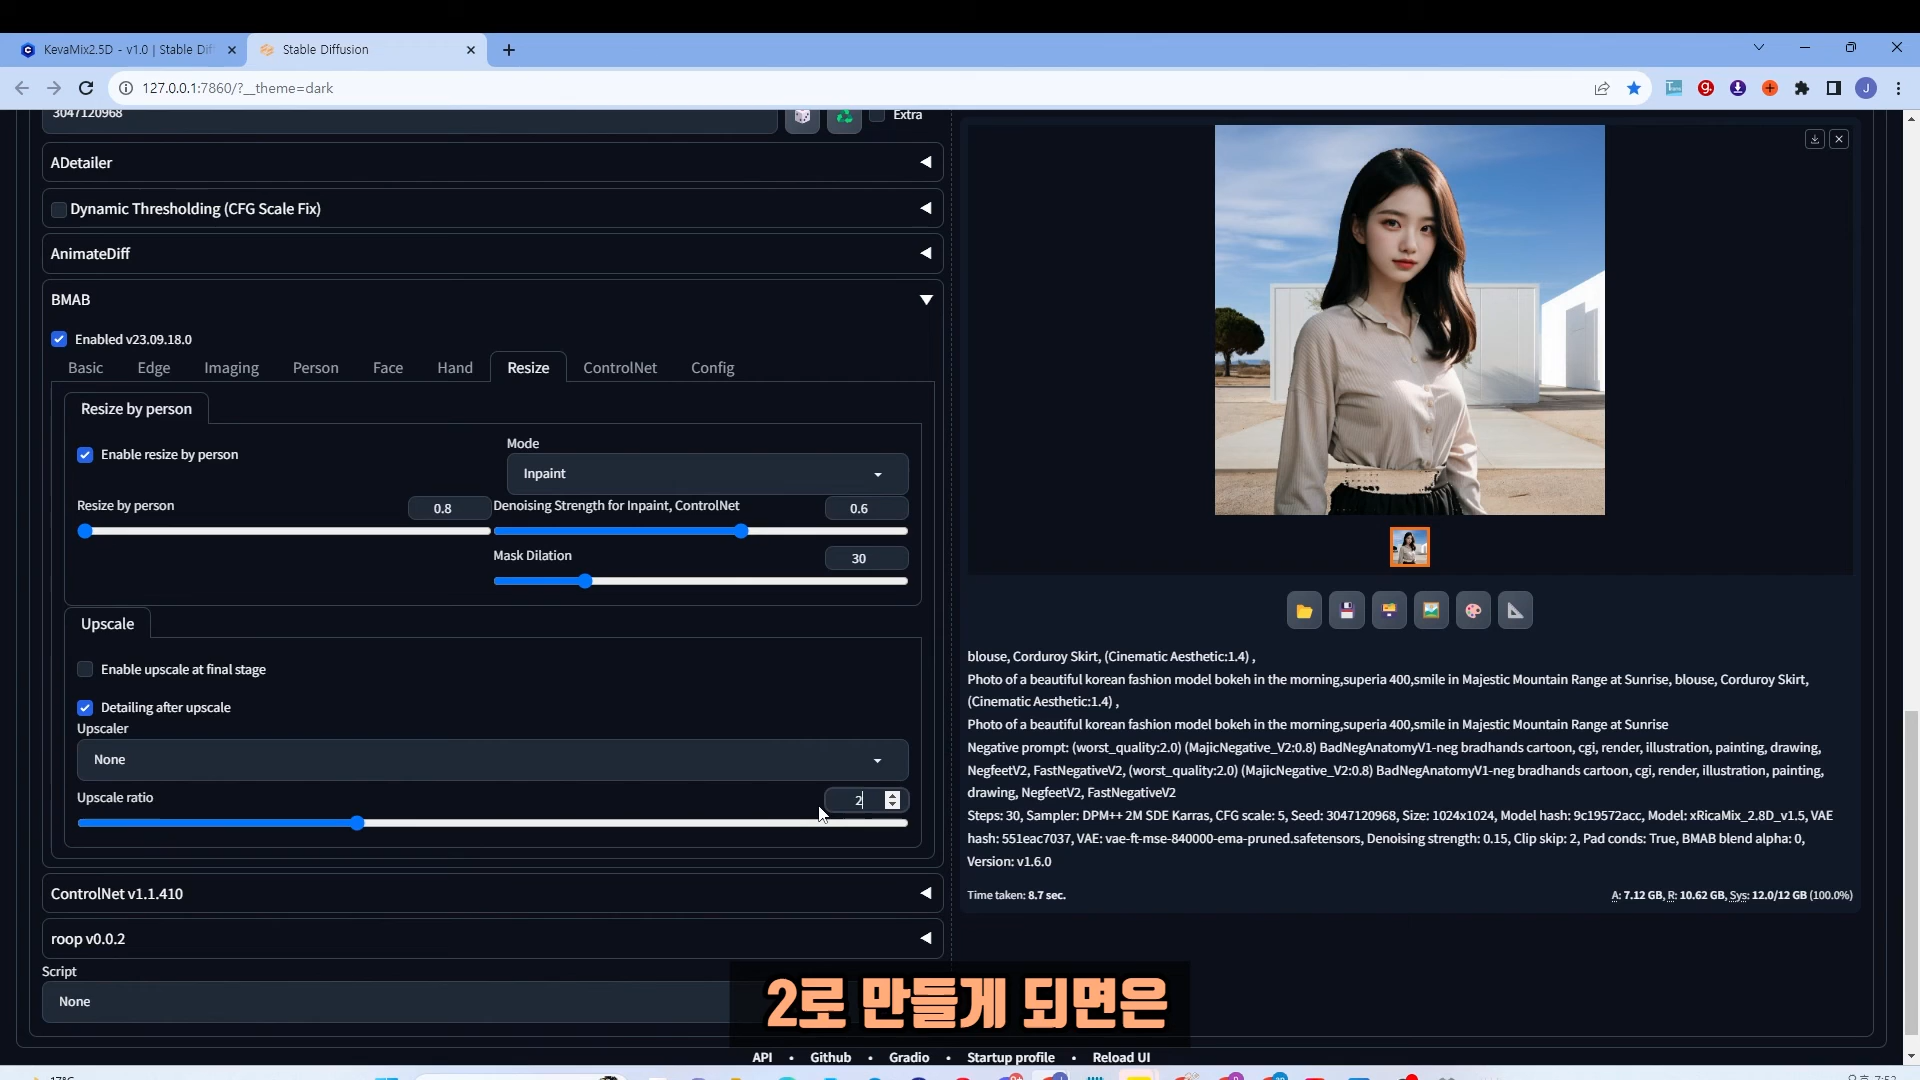 KevaMix2.5D - v1.0 | Stable Dif
Stable Diffusion
127.0.0.1:7860/?__theme=dark
3047120968
Extra
ADetailer
Dynamic Thresholding (CFG Scale Fix)
AnimateDiff
BMAB
Enabled v23.09.18.0
Basic
Edge
Imaging
Person
Face
Hand
Resize
ControlNet
Config
Resize by person
Enable resize by person
Mode
Inpaint
Resize by person
0.8
Denoising Strength for Inpaint, ControlNet
0.6
Mask Dilation
30
Upscale
Enable upscale at final stage
Detailing after upscale
Upscaler
None
Upscale ratio
2
ControlNet v1.1.410
roop v0.0.2
Script
None
blouse, Corduroy Skirt, (Cinematic Aesthetic:1.4) ,
Photo of a beautiful korean fashion model bokeh in the morning,superia 400,smile in Majestic Mountain Range at Sunrise, blouse, Corduroy Skirt,
(Cinematic Aesthetic:1.4) ,
Photo of a beautiful korean fashion model bokeh in the morning,superia 400,smile in Majestic Mountain Range at Sunrise
Negative prompt: (worst_quality:2.0) (MajicNegative_V2:0.8) BadNegAnatomyV1-neg bradhands cartoon, cgi, render, illustration, painting, drawing,
NegfeetV2, FastNegativeV2, (worst_quality:2.0) (MajicNegative_V2:0.8) BadNegAnatomyV1-neg bradhands cartoon, cgi, render, illustration, painting,
drawing, NegfeetV2, FastNegativeV2
Steps: 30, Sampler: DPM++ 2M SDE Karras, CFG scale: 5, Seed: 3047120968, Size: 1024x1024, Model hash: 9c19572acc, Model: xRicaMix_2.8D_v1.5, VAE
hash: 551eac7037, VAE: vae-ft-mse-840000-ema-pruned.safetensors, Denoising strength: 0.15, Clip skip: 2, Pad conds: True, BMAB blend alpha: 0,
Version: v1.6.0
Time taken: 8.7 sec.
A: 7.12 GB, R: 10.62 GB, Sys: 12.0/12 GB (100.0%)
2로 만들게 되면은
API • Github • Gradio • Startup profile • Reload UI